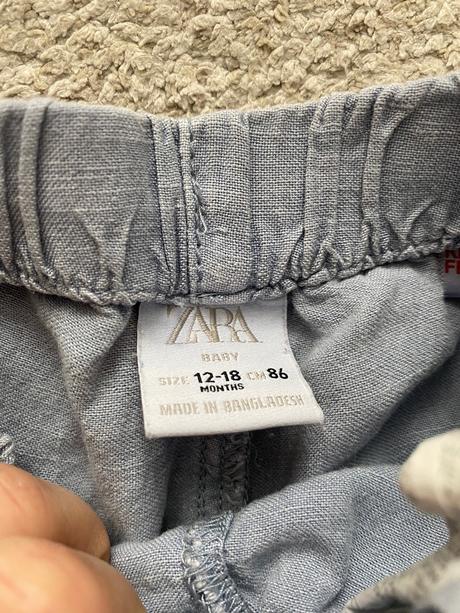 ZARA
BABY
SIZE 12-18 CM 86
MONTHS
MADE IN BANGLADESH